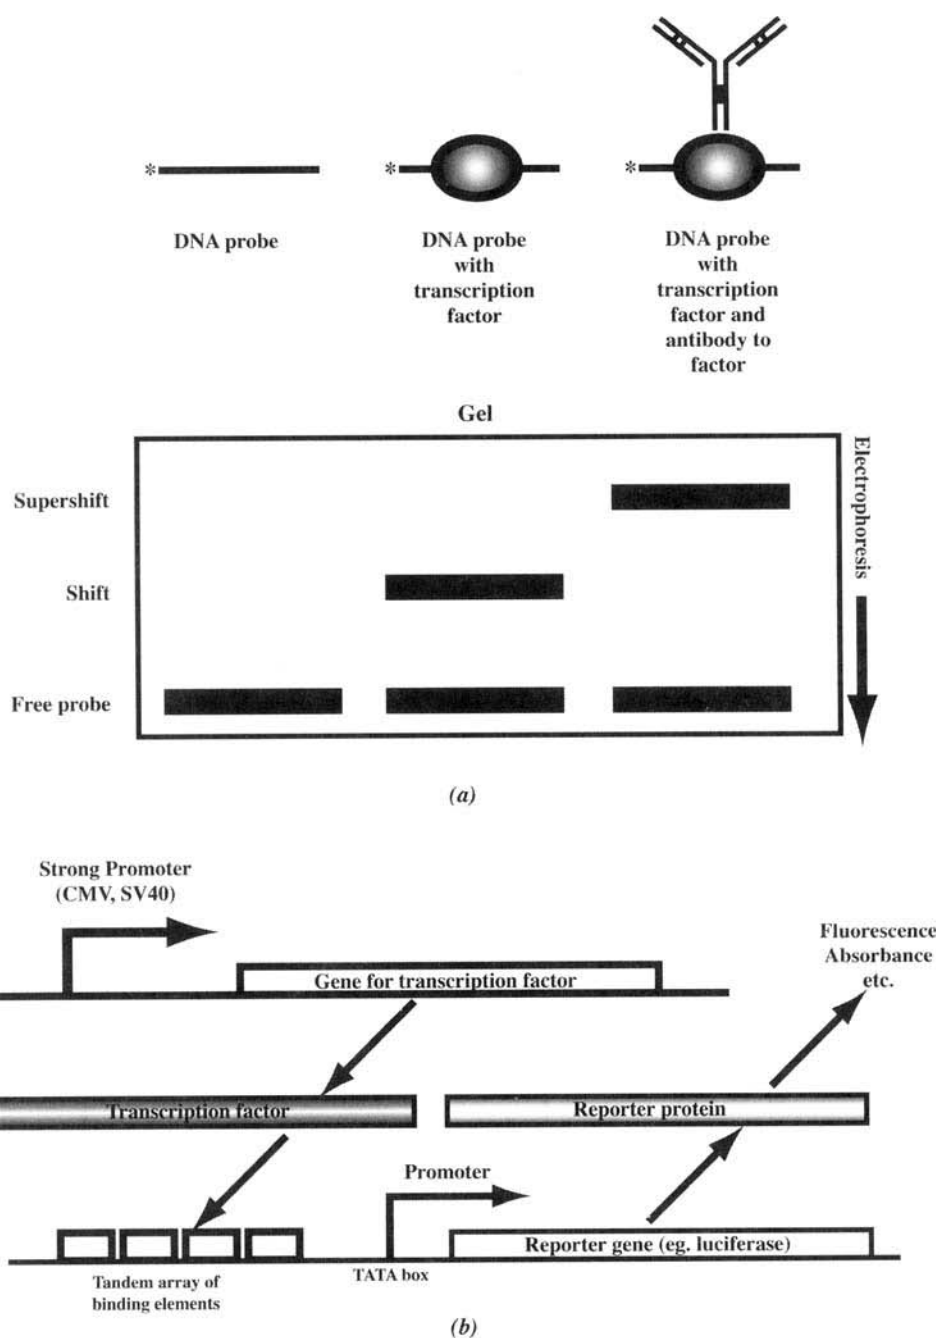 *
*
*
DNA probe
DNA probe
with
transcription
factor
DNA probe
with
transcription
factor and
antibody to
factor
Gel
Electrophoresis
Supershift
Shift
Free probe
(a)
Strong Promoter
(CMV, SV40)
Fluorescence
Absorbance
etc.
Gene for transcription factor
Transcription factor
Reporter protein
Promoter
Reporter gene (eg. luciferase)
TATA box
Tandem array of
binding elements
(b)